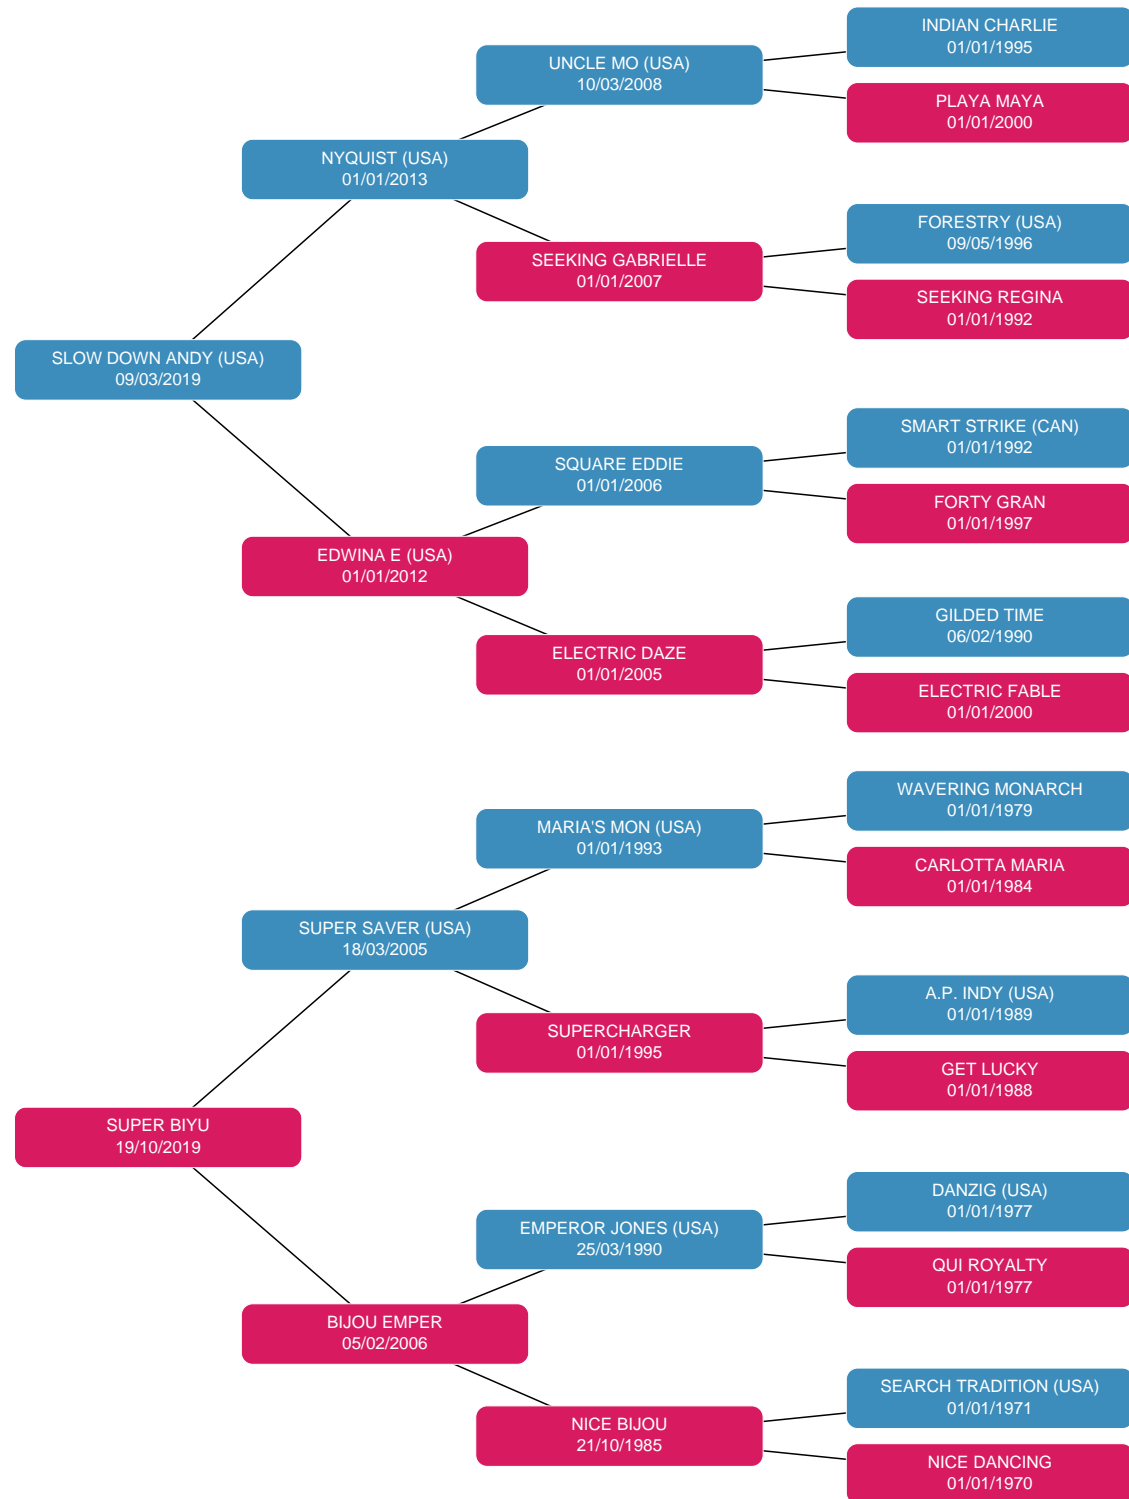 INDIAN CHARLIE
01/01/1995
UNCLE MO (USA)
10/03/2008
PLAYA MAYA
01/01/2000
NYQUIST (USA)
01/01/2013
FORESTRY (USA)
09/05/1996
SEEKING GABRIELLE
01/01/2007
SEEKING REGINA
01/01/1992
SLOW DOWN ANDY (USA)
09/03/2019
SMART STRIKE (CAN)
01/01/1992
SQUARE EDDIE
01/01/2006
FORTY GRAN
01/01/1997
EDWINA E (USA)
01/01/2012
GILDED TIME
06/02/1990
ELECTRIC DAZE
01/01/2005
ELECTRIC FABLE
01/01/2000
WAVERING MONARCH
01/01/1979
MARIA'S MON (USA)
01/01/1993
CARLOTTA MARIA
01/01/1984
SUPER SAVER (USA)
18/03/2005
A.P. INDY (USA)
01/01/1989
SUPERCHARGER
01/01/1995
GET LUCKY
01/01/1988
SUPER BIYU
19/10/2019
DANZIG (USA)
01/01/1977
EMPEROR JONES (USA)
25/03/1990
QUI ROYALTY
01/01/1977
BIJOU EMPER
05/02/2006
SEARCH TRADITION (USA)
01/01/1971
NICE BIJOU
21/10/1985
NICE DANCING
01/01/1970